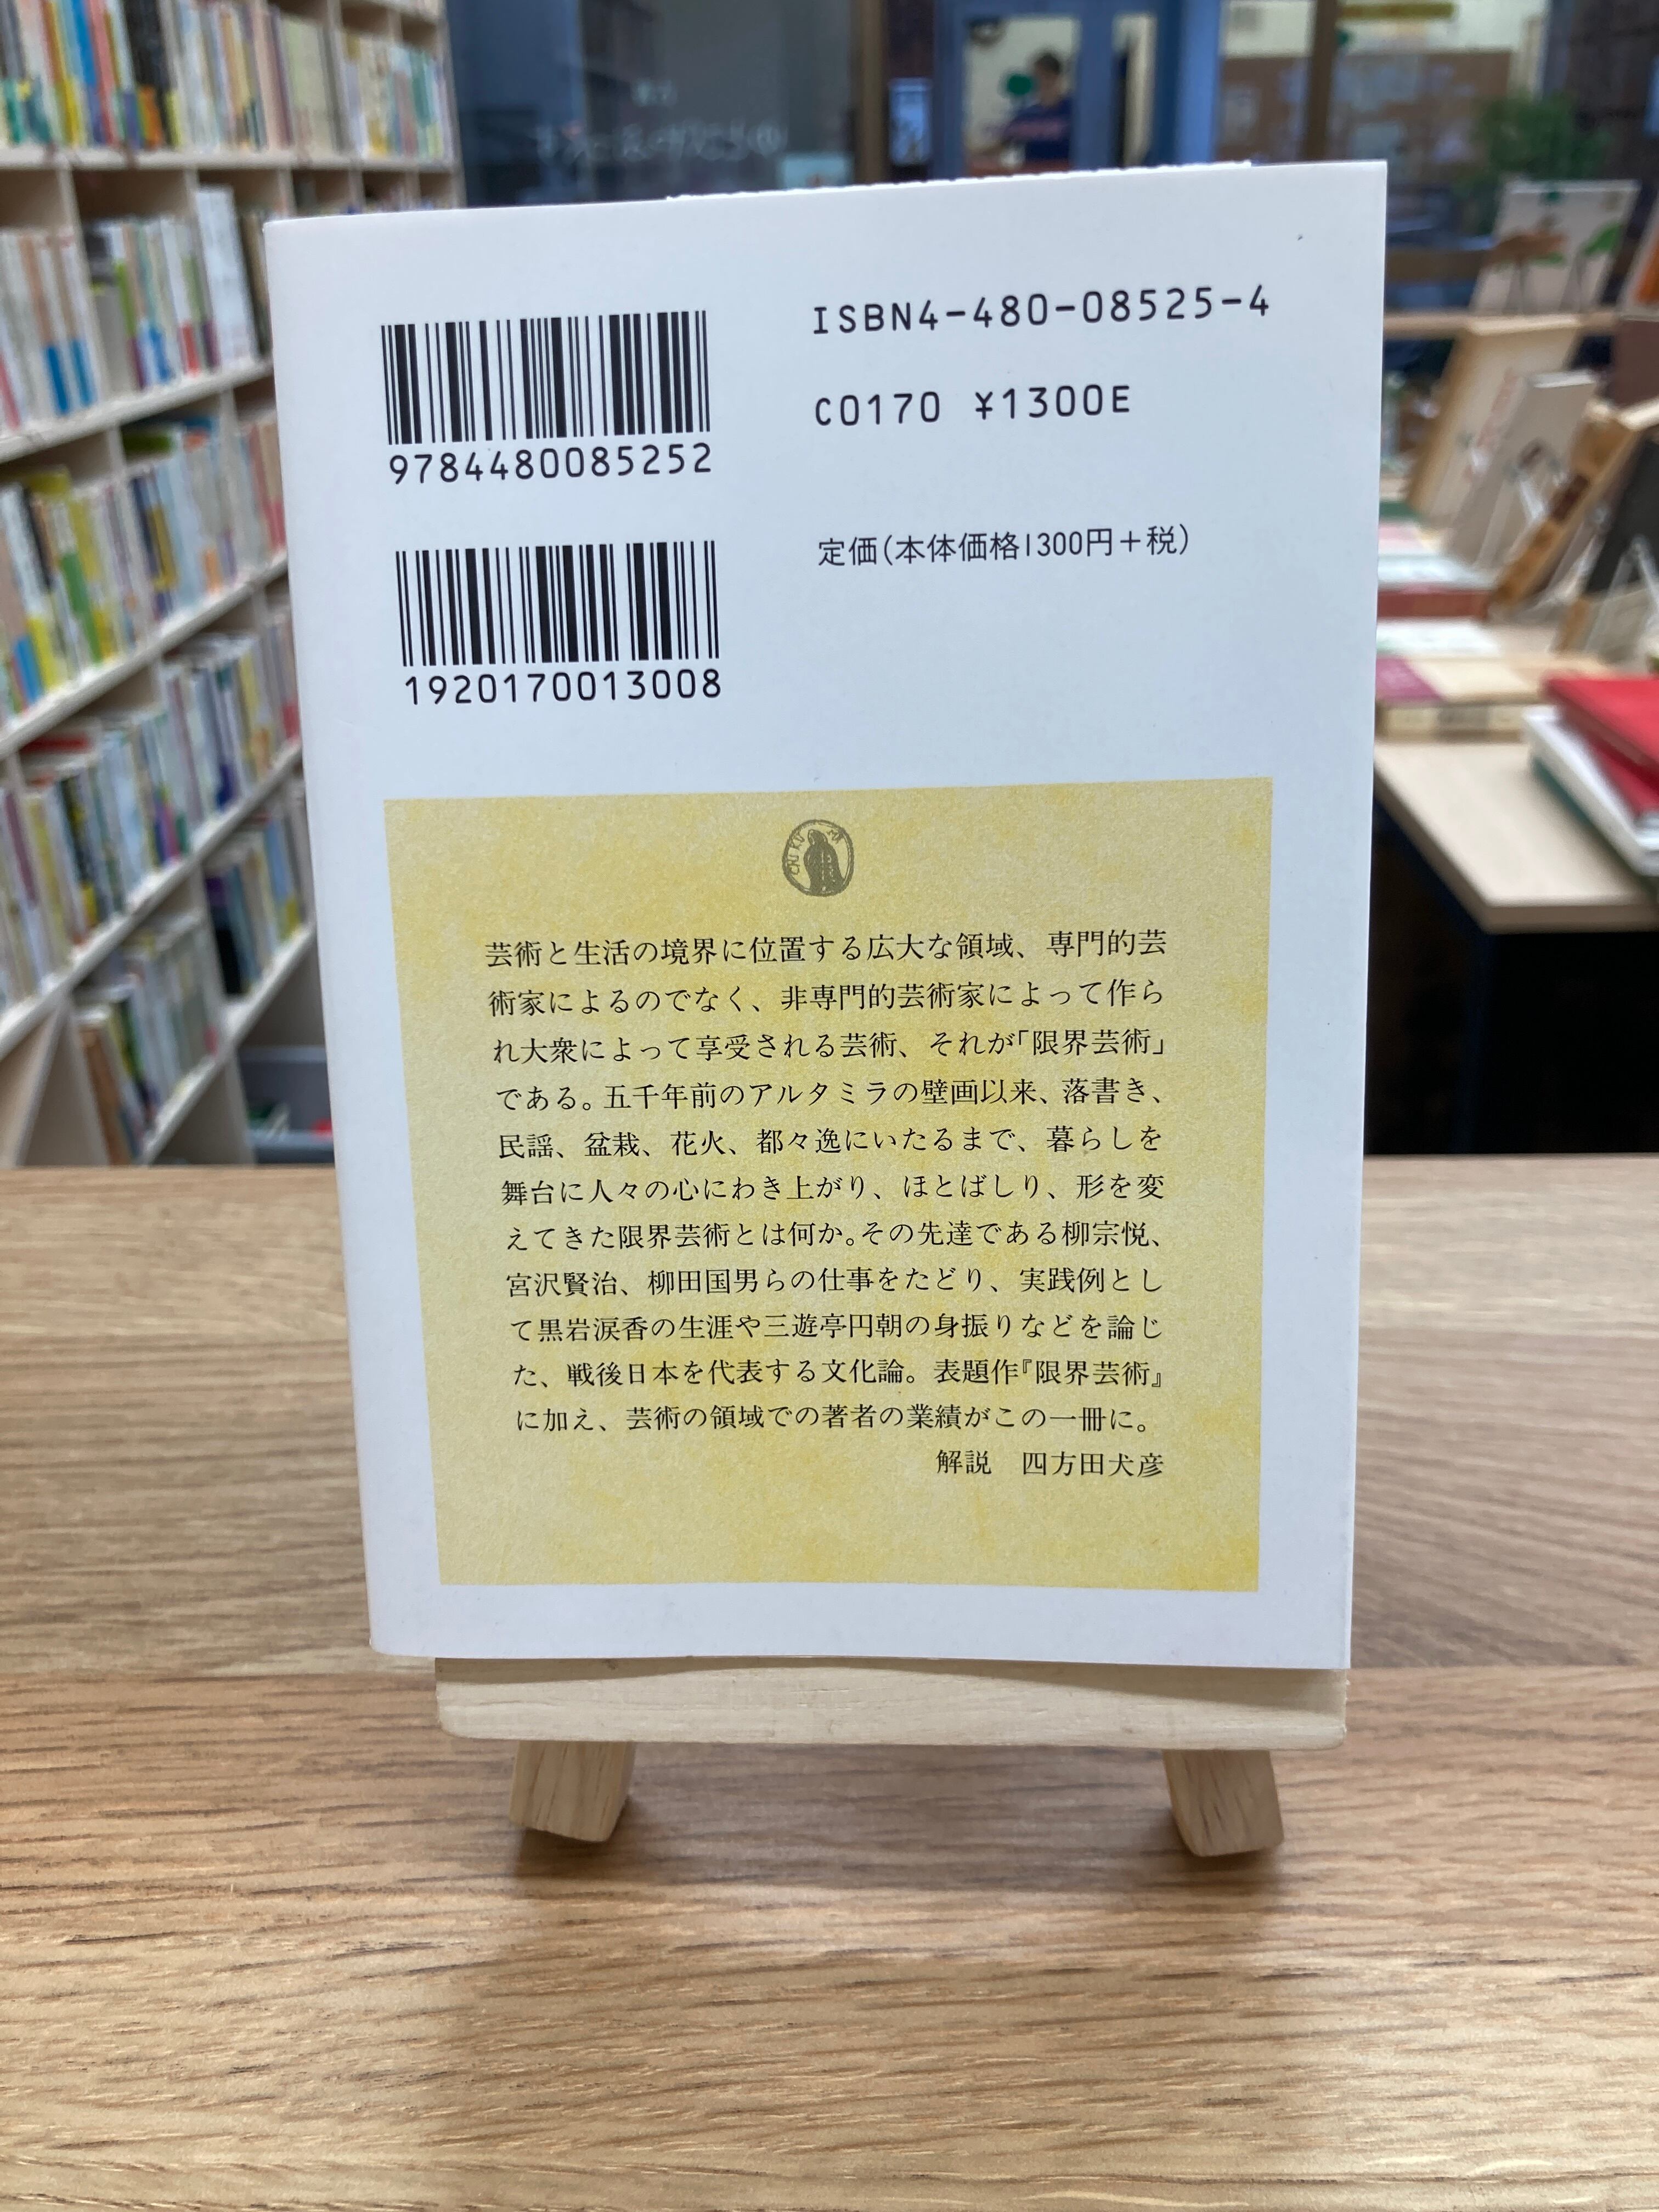 ISBN4-480-08525-4
C0170 ¥1300E
9784480085252
定価(本体価格1300円+税)
1920170013008
CHIKUMA
芸術と生活の境界に位置する広大な領域、専門的芸
術家によるのでなく、非専門的芸術家によって作ら
れ大衆によって享受される芸術、それが「限界芸術」
である。五千年前のアルタミラの壁画以来、落書き、
民謡、盆栽、花火、都々逸にいたるまで、暮らしを
舞台に人々の心にわき上がり、ほとばしり、形を変
えてきた限界芸術とは何か。その先達である柳宗悦、
宮沢賢治、柳田国男らの仕事をたどり、実践例とし
て黒岩涙香の生涯や三遊亭円朝の身振りなどを論じ
た、戦後日本を代表する文化論。表題作『限界芸術』
に加え、芸術の領域での著者の業績がこの一冊に。
解説　四方田犬彦